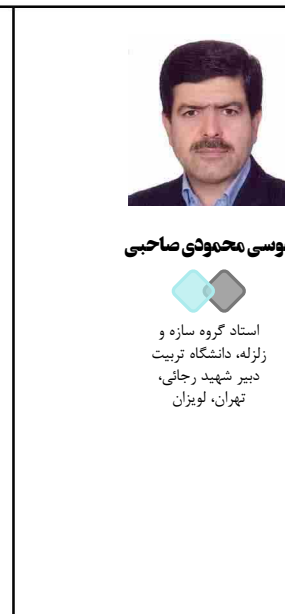 موسی محمودی صاحبی
استاد گروه سازه و
زلزله، دانشگاه تربیت
دبیر شهید رجائی،
تهران، لویزان